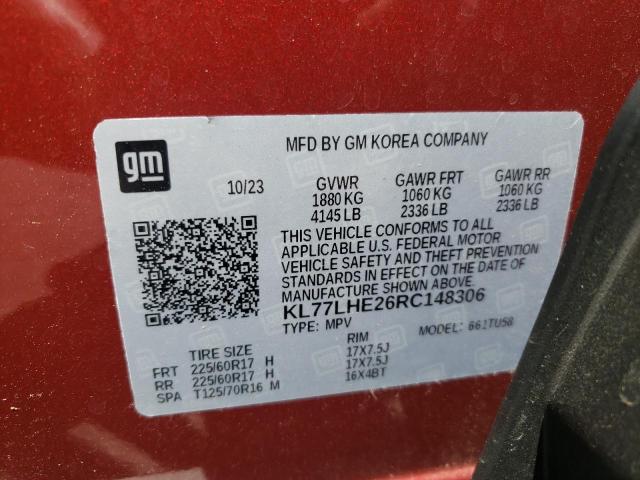 gm
MFD BY GM KOREA COMPANY
10/23 GVWR GAWR FRT GAWR RR
1880 KG 1060 KG 1060 KG
4145 LB 2336 LB 2336 LB
THIS VEHICLE CONFORMS TO ALL
APPLICABLE U.S. FEDERAL MOTOR
VEHICLE SAFETY AND THEFT PREVENTION
STANDARDS IN EFFECT ON THE DATE OF
MANUFACTURE SHOWN ABOVE.
KL77LHE26RC148306
TYPE: MPV MODEL: 661TU58
TIRE SIZE RIM
FRT 225/60R17 H 17X7.5J
RR 225/60R17 H 17X7.5J
SPA T125/70R16 M 16X4BT